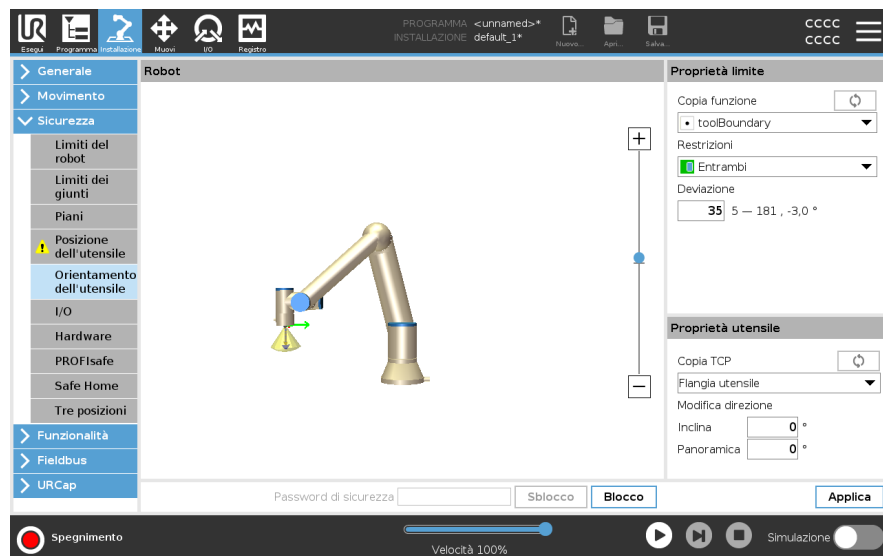 PROGRAMMA <unnamed>*
INSTALLAZIONE default_1*
Nuovo... Apri... Salva...
CCCC
CCCC
UR
Esegui Programma Installazione Muovi I/O Registro
Generale
Movimento
Sicurezza
Limiti del
robot
Limiti dei
giunti
Piani
Posizione
dell'utensile
Orientamento
dell'utensile
I/O
Hardware
PROFIsafe
Safe Home
Tre posizioni
Funzionalità
Fieldbus
URCap
Robot
Proprietà limite
Copia funzione
toolBoundary
Restrizioni
Entrambi
Deviazione
35 5 — 181 , -3,0 °
Proprietà utensile
Copia TCP
Flangia utensile
Modifica direzione
Inclina 0 °
Panoramica 0 °
Password di sicurezza Sblocco Blocco Applica
Spegnimento
Velocità 100%
Simulazione